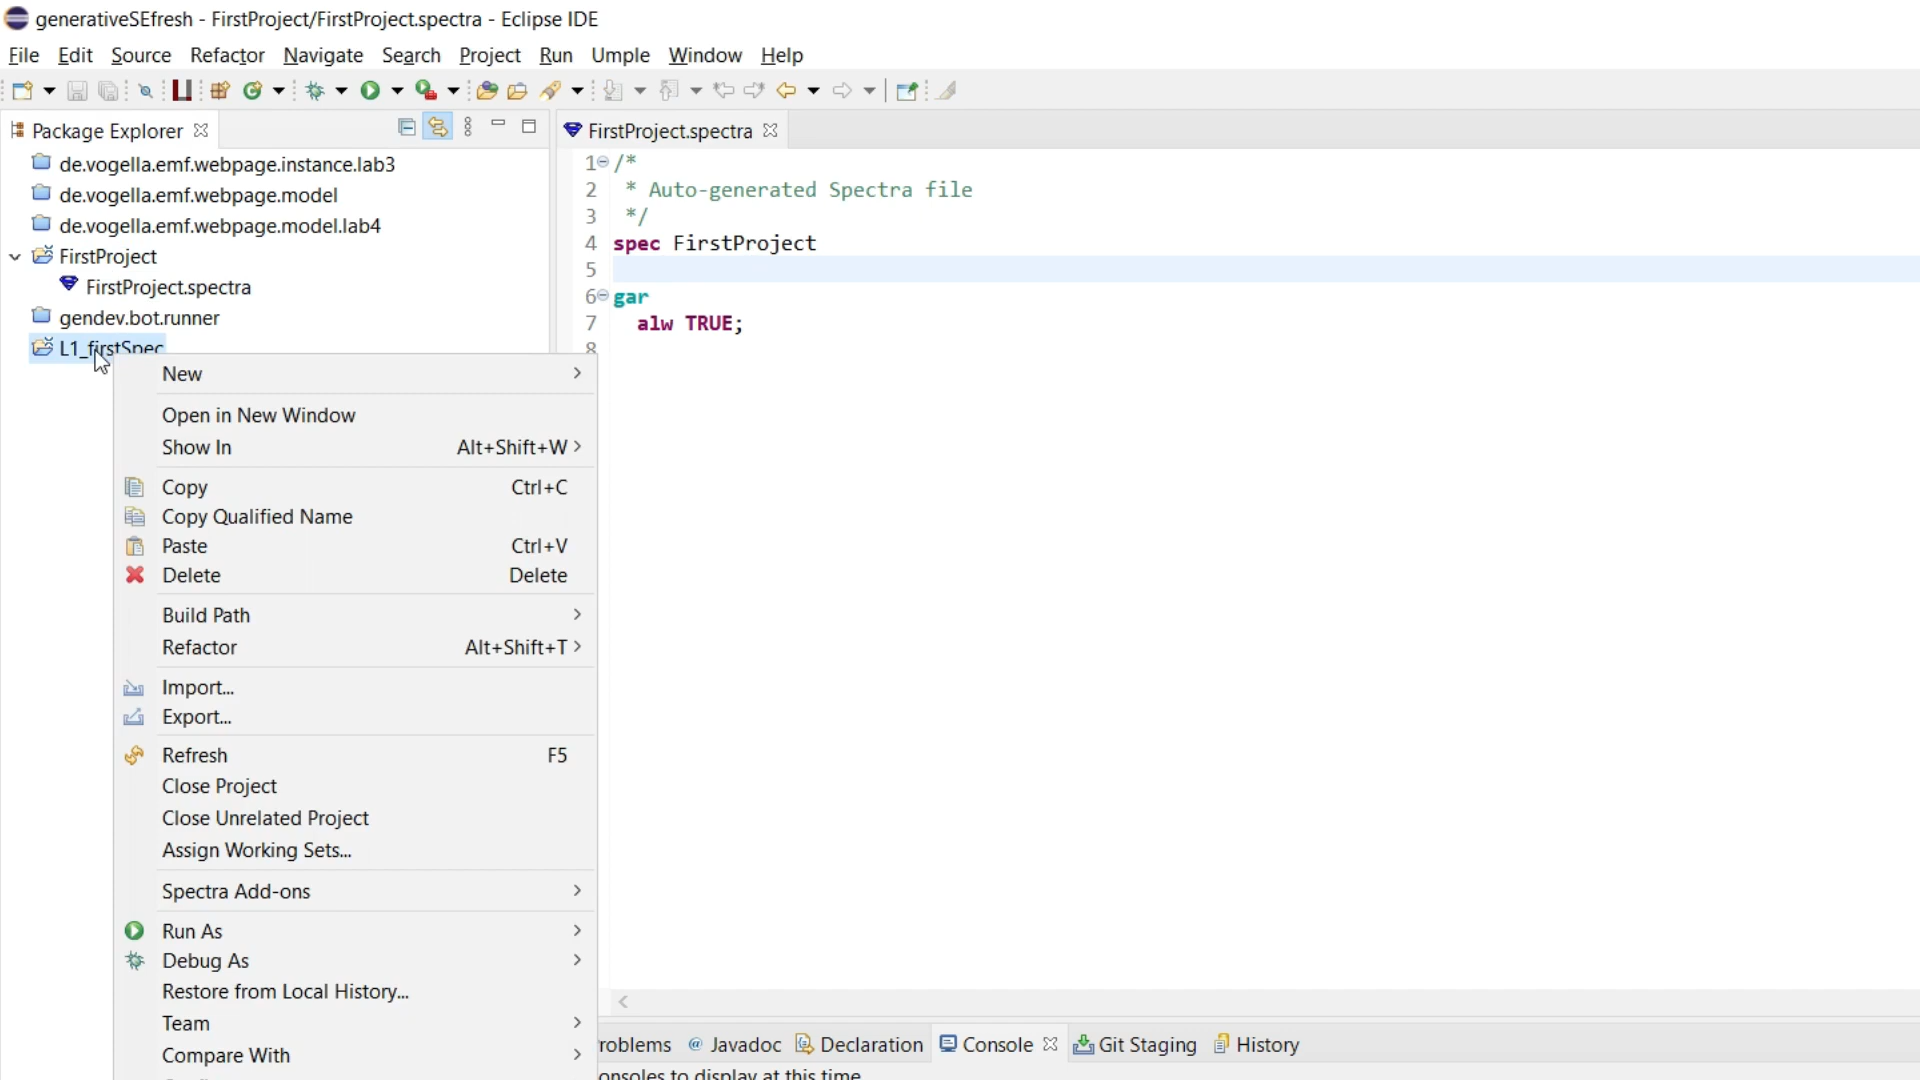 generativeSEfresh - FirstProject/FirstProject.spectra - Eclipse IDE
File Edit Source Refactor Navigate Search Project Run Umple Window Help
Package Explorer
de.vogella.emf.webpage.instance.lab3
de.vogella.emf.webpage.model
de.vogella.emf.webpage.model.lab4
FirstProject
FirstProject.spectra
gendev.bot.runner
L1_firstSpec
FirstProject.spectra
1 /*
2 * Auto-generated Spectra file
3 */
4 spec FirstProject
5
6 gar
7 alw TRUE;
8
New
Open in New Window
Show In Alt+Shift+W
Copy Ctrl+C
Copy Qualified Name
Paste Ctrl+V
Delete Delete
Build Path
Refactor Alt+Shift+T
Import...
Export...
Refresh F5
Close Project
Close Unrelated Project
Assign Working Sets...
Spectra Add-ons
Run As
Debug As
Restore from Local History...
Team
Compare With
roblems @ Javadoc Declaration Console Git Staging History
onsoles to display at this time.